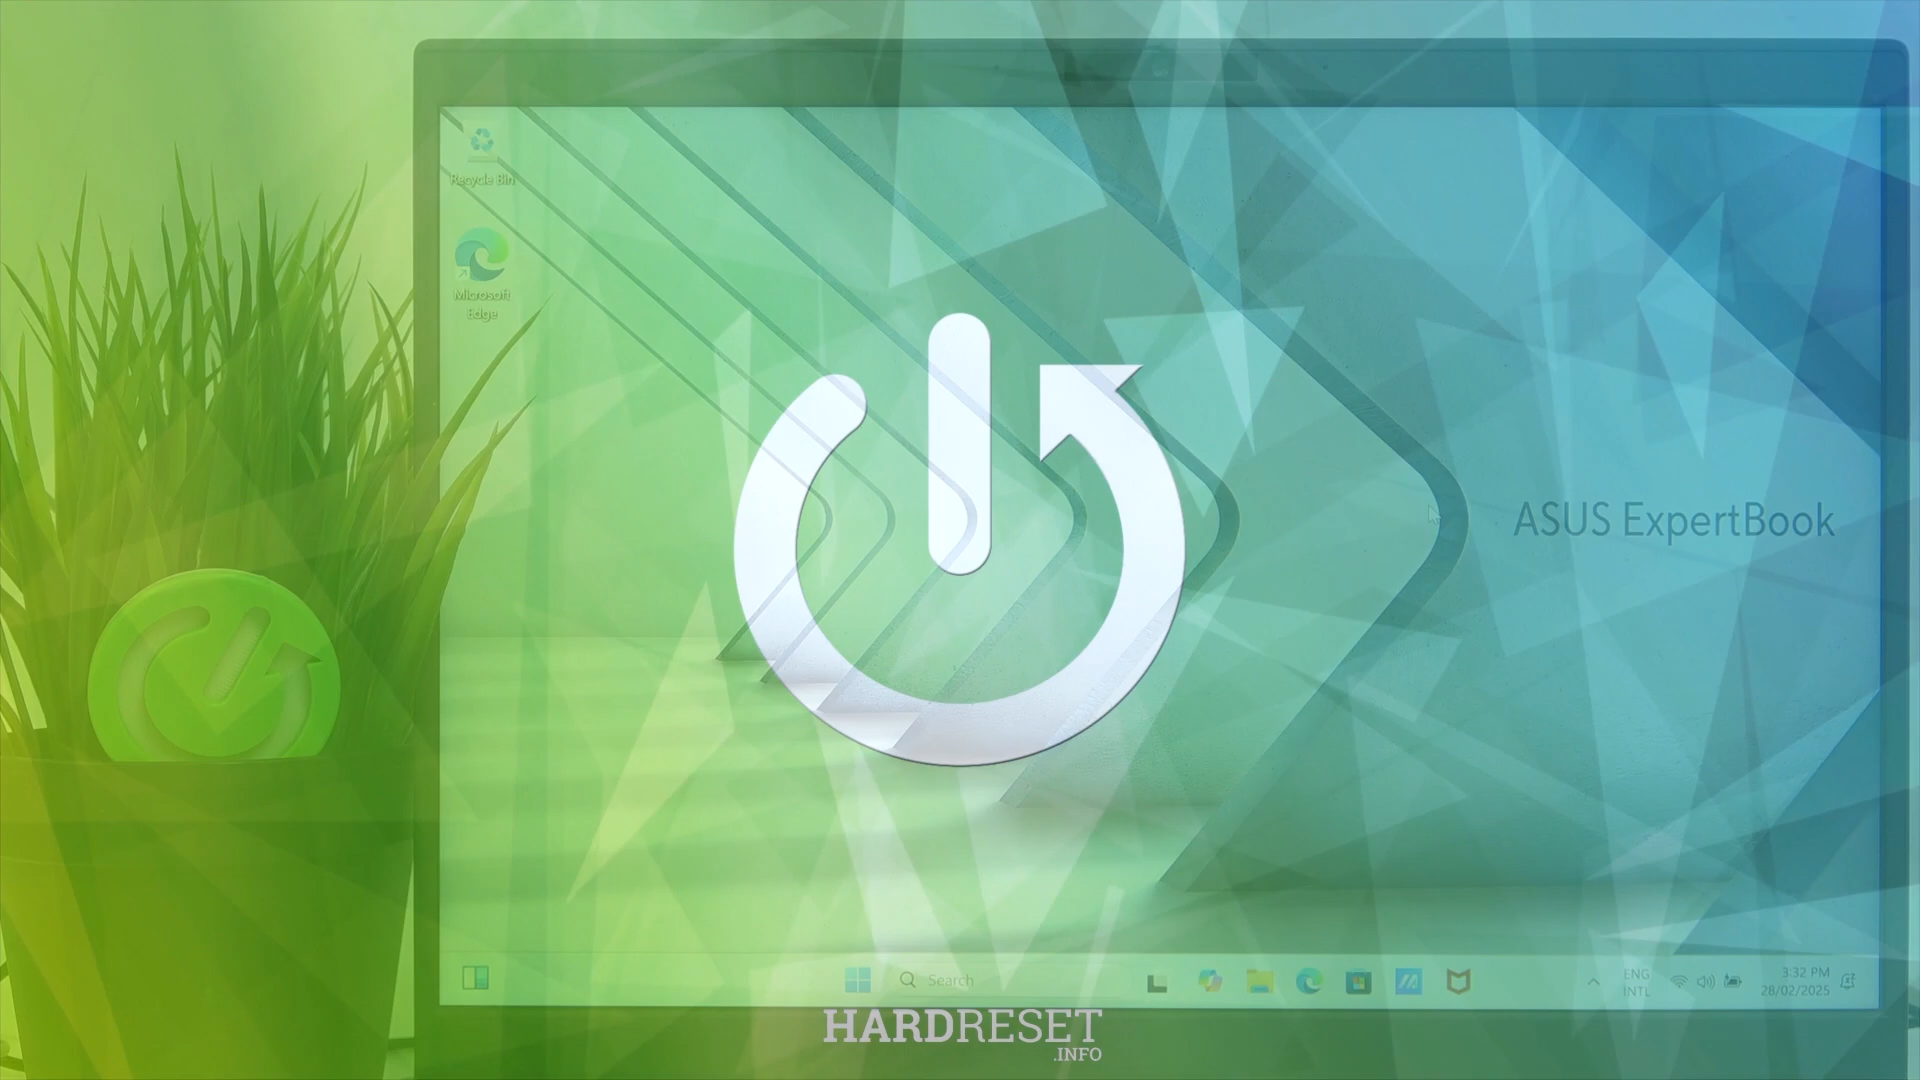 Recycle Bin
Microsoft
Edge
ASUS ExpertBook
Search
ENG
INTL
3:32 PM
28/02/2025
HARDRESET
.INFO